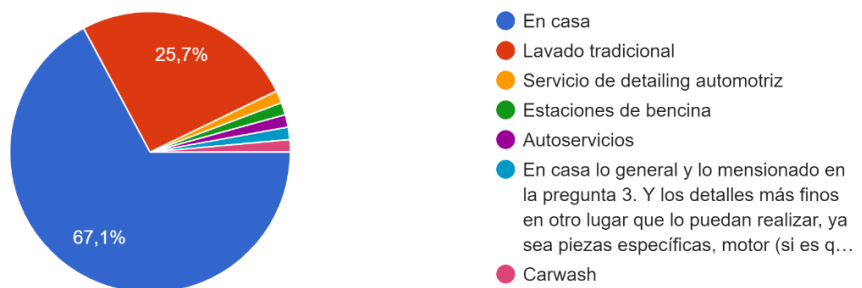 25,7%
67,1%
En casa
Lavado tradicional
Servicio de detailing automotriz
Estaciones de bencina
Autoservicios
En casa lo general y lo mencionado en
la pregunta 3. Y los detalles más finos
en otro lugar que lo puedan realizar, ya
sea piezas específicas, motor (si es q…
Carwash